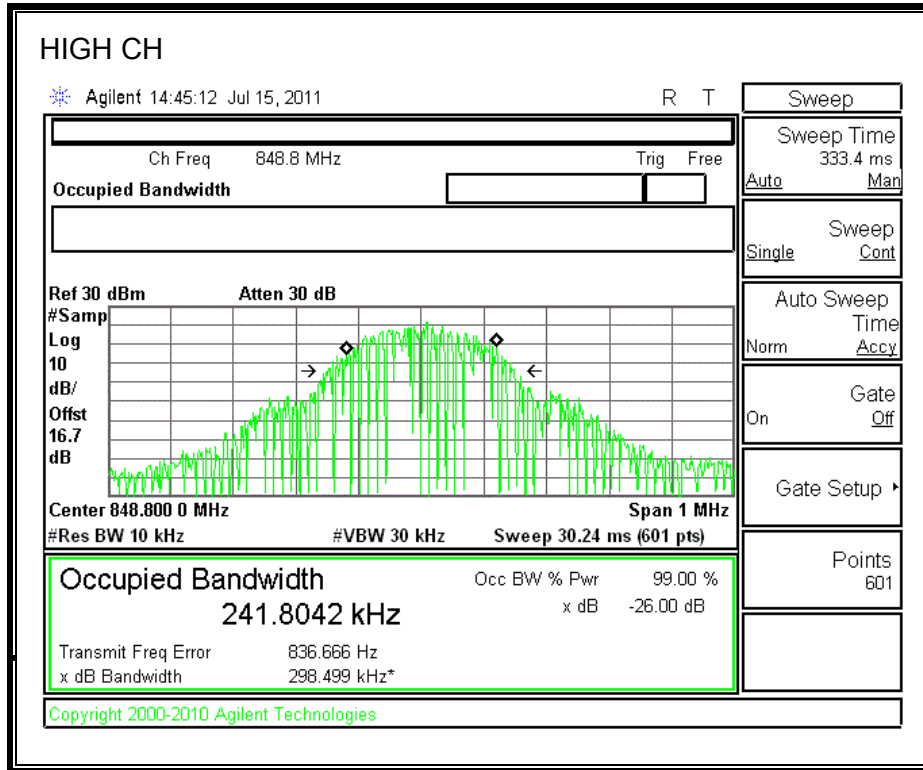 HIGH CH
Agilent 14:45:12 Jul 15, 2011 R T
Ch Freq 848.8 MHz Trig Free
Occupied Bandwidth
Ref 30 dBm Atten 30 dB
#Samp
Log
10
dB/
Offst
16.7
dB
Center 848.800 0 MHz Span 1 MHz
#Res BW 10 kHz #VBW 30 kHz Sweep 30.24 ms (601 pts)
Occupied Bandwidth
241.8042 kHz
Occ BW % Pwr 99.00 %
x dB -26.00 dB
Transmit Freq Error 836.666 Hz
x dB Bandwidth 298.499 kHz*
Copyright 2000-2010 Agilent Technologies
Sweep
Sweep Time
333.4 ms
Auto Man
Sweep
Single Cont
Auto Sweep
Time
Norm Accy
Gate
On Off
Gate Setup
Points
601